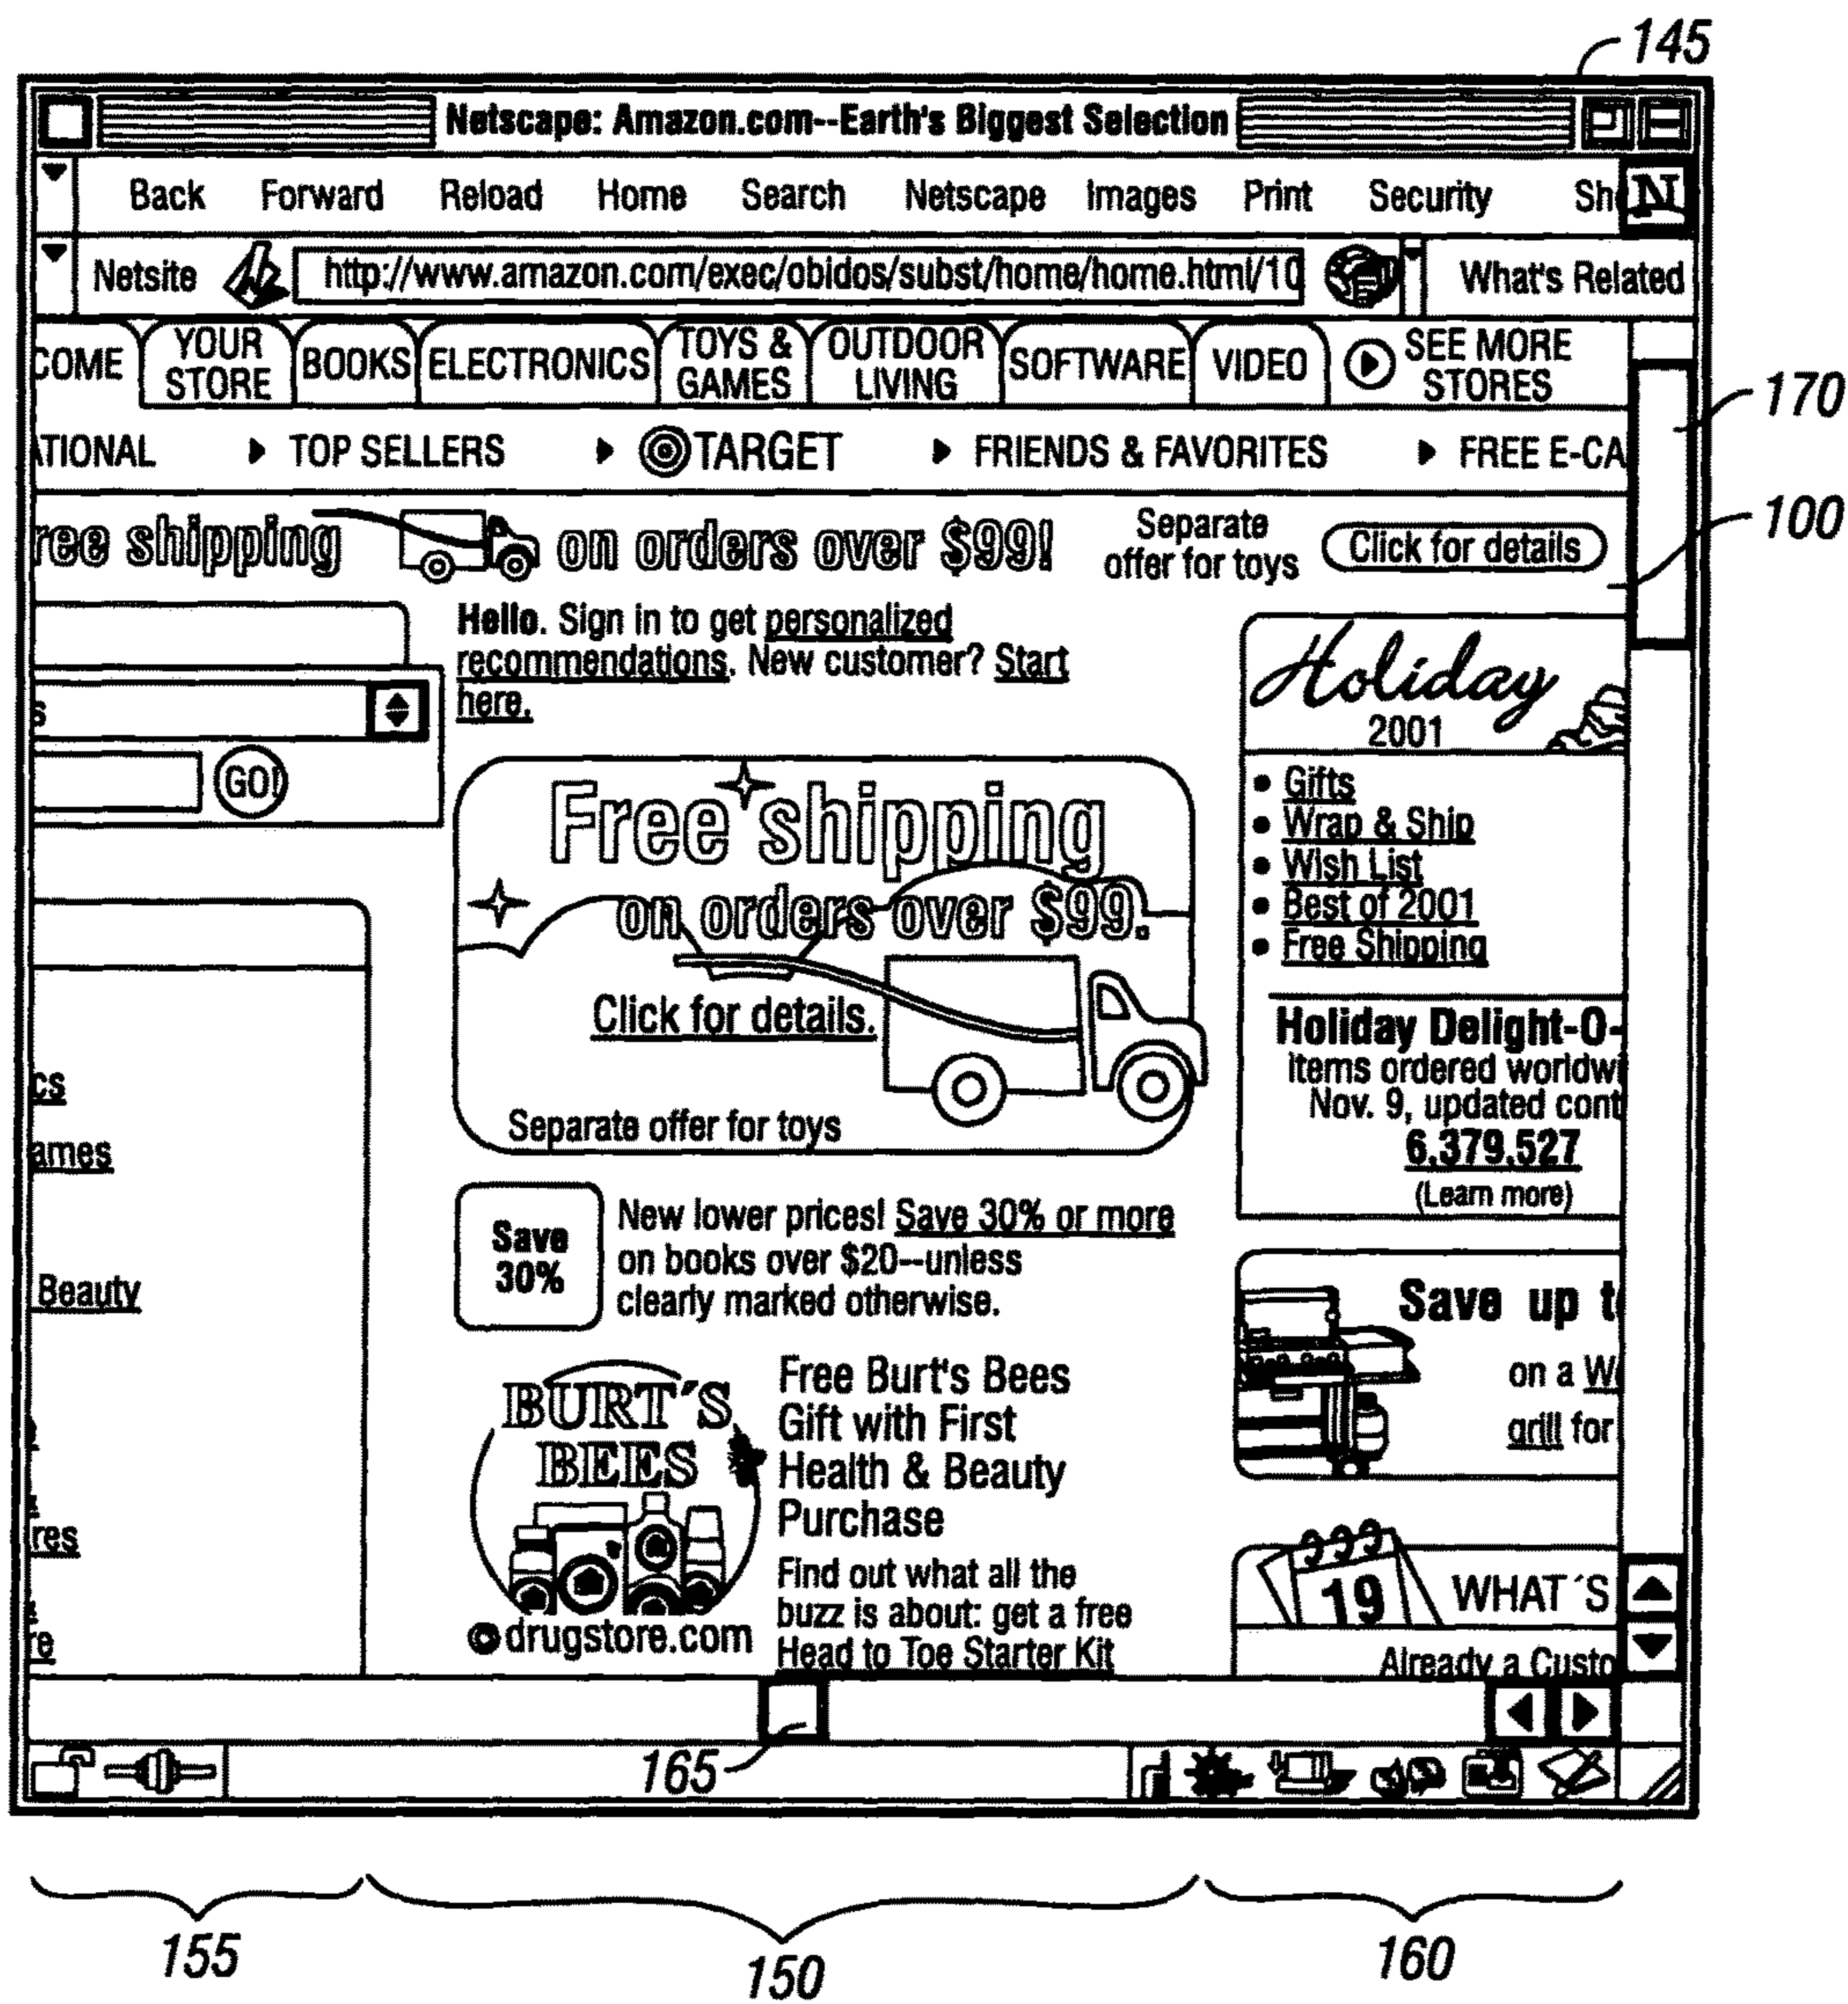 145
Netscape: Amazon.com--Earth's Biggest Selection
Back Forward Reload Home Search Netscape Images Print Security Sh N
Netsite http://www.amazon.com/exec/obidos/subst/home/home.html/10 What's Related
COME YOUR STORE BOOKS ELECTRONICS TOYS & GAMES OUTDOOR LIVING SOFTWARE VIDEO SEE MORE STORES
170
ATIONAL TOP SELLERS TARGET FRIENDS & FAVORITES FREE E-CA
100
ree shipping on orders over $99! Separate offer for toys Click for details
Hello. Sign in to get personalized
recommendations. New customer? Start
here.
s
GO!
Free shipping
on orders over $99.
Click for details.
Separate offer for toys
Holiday
2001
• Gifts
• Wrap & Ship
• Wish List
• Best of 2001
• Free Shipping
Holiday Delight-O-
Items ordered worldwi
Nov. 9, updated cont
6,379,527
(Learn more)
cs
ames
Beauty
res
re
Save
30%
New lower prices! Save 30% or more
on books over $20--unless
clearly marked otherwise.
Save up to
on a We
grill for
BURT´S
BEES
drugstore.com
Free Burt's Bees
Gift with First
Health & Beauty
Purchase
Find out what all the
buzz is about: get a free
Head to Toe Starter Kit
19
WHAT´S
Already a Custo
165
155
150
160